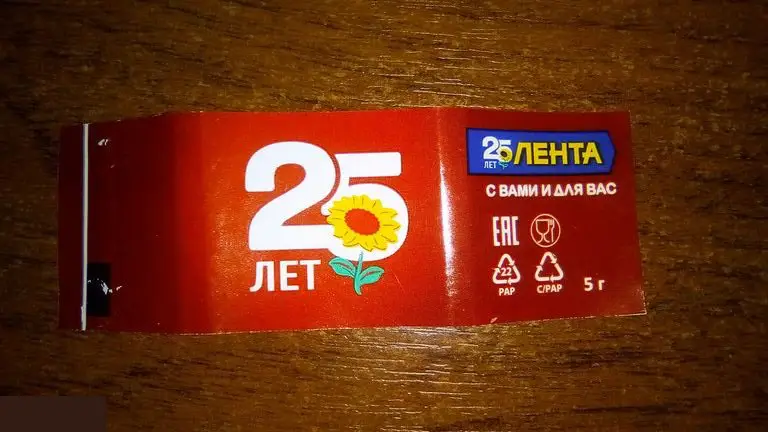 25
ЛЕТ
25 ЛЕТ ЛЕНТА
С ВАМИ И ДЛЯ ВАС
EAC
22
PAP
C/PAP
5 г